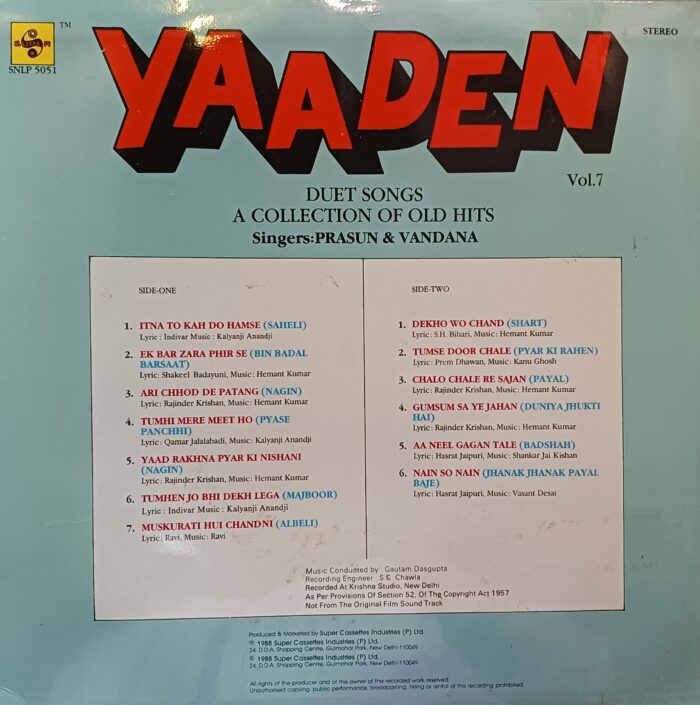 SUPER
TM
SNLP 5051
STEREO
YAADEN
Vol.7
DUET SONGS
A COLLECTION OF OLD HITS
Singers:PRASUN & VANDANA
SIDE-ONE
1. ITNA TO KAH DO HAMSE (SAHELI)
Lyric : Indivar Music : Kalyanji Anandji
2. EK BAR ZARA PHIR SE (BIN BADAL
BARSAAT)
Lyric: Shakeel Badayuni, Music: Hemant Kumar
3. ARI CHHOD DE PATANG (NAGIN)
Lyric: Rajinder Krishan, Music: Hemant Kumar
4. TUMHI MERE MEET HO (PYASE
PANCHHI)
Lyric: Qamar Jalalabadi, Music: Kalyanji Anandji
5. YAAD RAKHNA PYAR KI NISHANI
(NAGIN)
Lyric: Rajinder Krishan, Music: Hemant Kumar
6. TUMHEN JO BHI DEKH LEGA (MAJBOOR)
Lyric : Indivar Music: Kalyanji Anandji
7. MUSKURATI HUI CHANDNI (ALBELI)
Lyric: Ravi, Music: Ravi
SIDE-TWO
1. DEKHO WO CHAND (SHART)
Lyric: S.H. Bihari, Music: Hemant Kumar
2. TUMSE DOOR CHALE (PYAR KI RAHEN)
Lyric: Prem Dhawan, Music: Kanu Ghosh
3. CHALO CHALE RE SAJAN (PAYAL)
Lyric: Rajinder Krishan, Music: Hemant Kumar
4. GUMSUM SA YE JAHAN (DUNIYA JHUKTI
HAI)
Lyric: Rajinder Krishan, Music: Hemant Kumar
5. AA NEEL GAGAN TALE (BADSHAH)
Lyric: Hasrat Jaipuri, Music: Shankar Jai Kishan
6. NAIN SO NAIN (JHANAK JHANAK PAYAL
BAJE)
Lyric: Hasrat Jaipuri, Music: Vasant Desai
Music Conducted by : Gautam Dasgupta
Recording Engineer : S.C. Chawla
Recorded At Krishna Studio, New Delhi
As Per Provisions Of Section 52, Of The Copyright Act 1957
Not From The Original Film Sound Track
Produced & Marketed by Super Cassettes Industries (P) Ltd.
℗ 1988 Super Cassettes Industries (P) Ltd.
24, D.D.A. Shopping Centre, Gulmohar Park, New Delhi-110049
© 1988 Super Cassettes Industries (P) Ltd.
24, D.D.A. Shopping Centre, Gulmohar Park, New Delhi-110049
All rights of the producer and of the owner of the recorded work reserved.
Unauthorised copying, public performance, broadcasting, hiring or rental of this recording prohibited